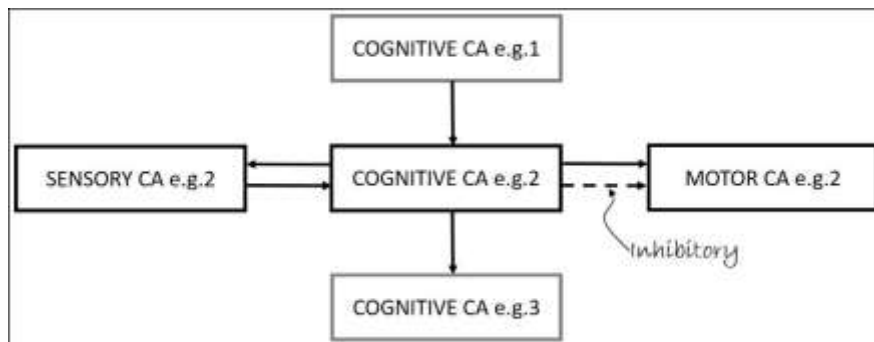 COGNITIVE CA e.g.1
SENSORY CA e.g.2
COGNITIVE CA e.g.2
MOTOR CA e.g.2
Inhibitory
COGNITIVE CA e.g.3